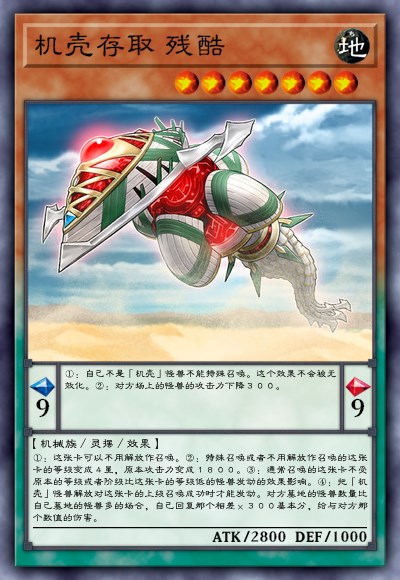 机壳存取 残酷
地
①：自己不是「机壳」怪兽不能特殊召唤。这个效果不会被无
效化。②：对方场上的怪兽的攻击力下降３００。
9
9
【机械族／灵摆／效果】
①：这张卡可以不用解放作召唤。②：特殊召唤或者不用解放作召唤的这张
卡的等级变成４星，原本攻击力变成１８００。③：通常召唤的这张卡不受
原本的等级或者阶级比这张卡的等级低的怪兽发动的效果影响。④：把「机
壳」怪兽解放对这张卡的上级召唤成功时才能发动。对方墓地的怪兽数量比
自己墓地的怪兽多的场合，自己回复那个相差×３００基本分，给与对方那
个数值的伤害。
ATK/2800 DEF/1000